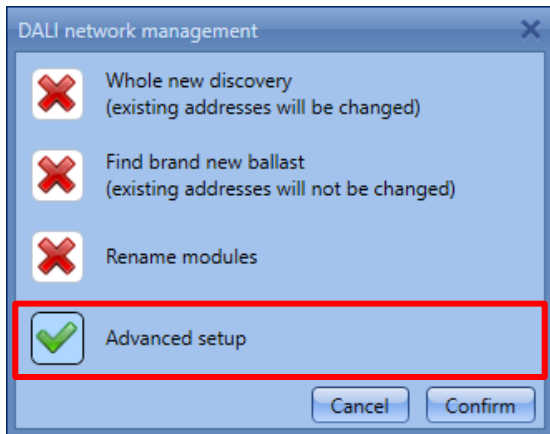 DALI network management
Whole new discovery
(existing addresses will be changed)
Find brand new ballast
(existing addresses will not be changed)
Rename modules
Advanced setup
Cancel Confirm